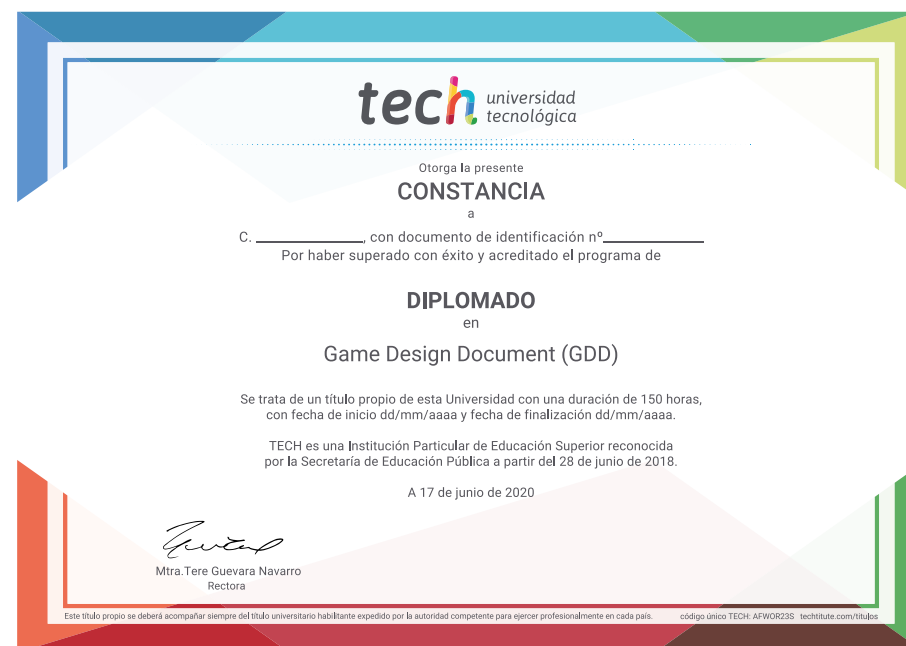 tech universidad
tecnológica
Otorga la presente
CONSTANCIA
a
C. ______________, con documento de identificación nº_____________
Por haber superado con éxito y acreditado el programa de
DIPLOMADO
en
Game Design Document (GDD)
Se trata de un título propio de esta Universidad con una duración de 150 horas,
con fecha de inicio dd/mm/aaaa y fecha de finalización dd/mm/aaaa.
TECH es una Institución Particular de Educación Superior reconocida
por la Secretaría de Educación Pública a partir del 28 de junio de 2018.
A 17 de junio de 2020
Mtra.Tere Guevara Navarro
Rectora
Este título propio se deberá acompañar siempre del título universitario habilitante expedido por la autoridad competente para ejercer profesionalmente en cada país. código único TECH: AFWOR23S techtitute.com/titulos